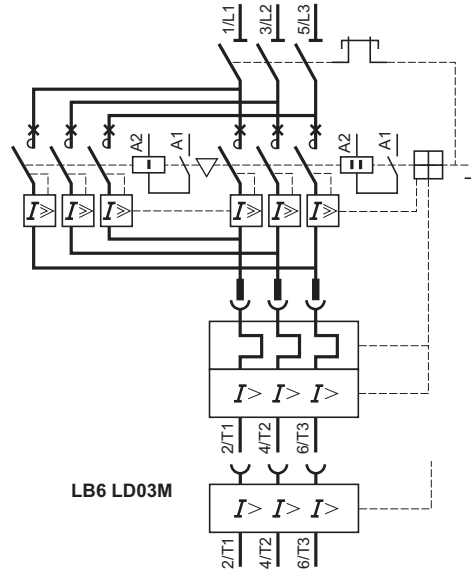 1/L1 3/L2 5/L3
A2 A1 A2 A1
I> I> I> I> I> I>
I> I> I>
2/T1 4/T2 6/T3
LB6 LD03M
I> I> I>
2/T1 4/T2 6/T3